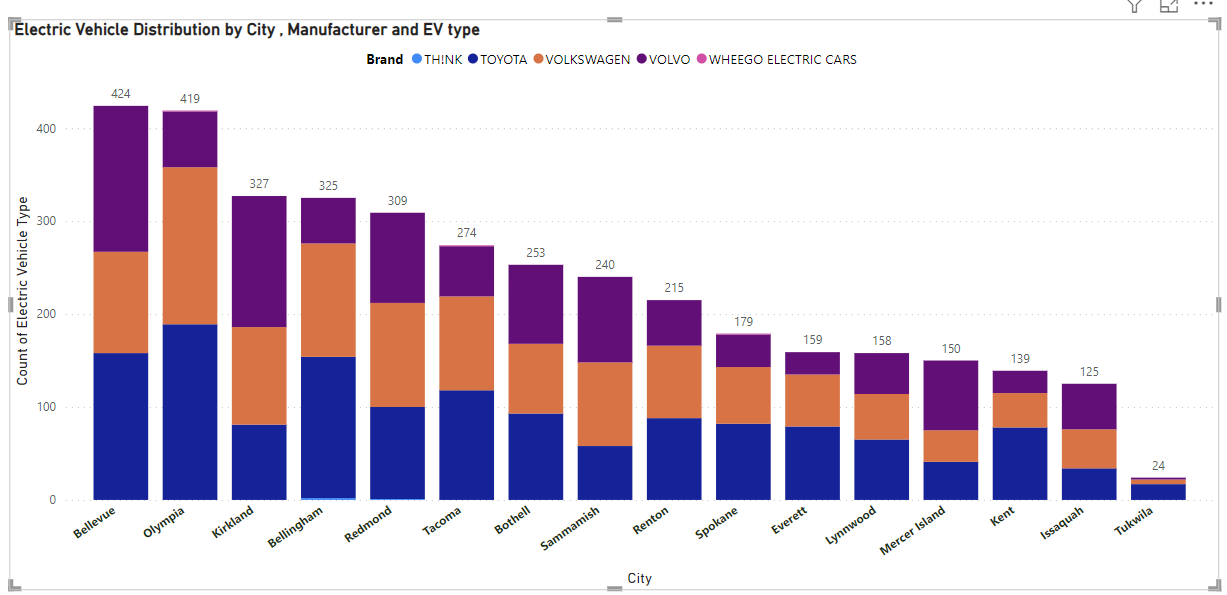 Electric Vehicle Distribution by City , Manufacturer and EV type
Brand TH!NK TOYOTA VOLKSWAGEN VOLVO WHEEGO ELECTRIC CARS
Count of Electric Vehicle Type
400
300
200
100
0
424
419
327
325
309
274
253
240
215
179
159
158
150
139
125
24
Bellevue
Olympia
Kirkland
Bellingham
Redmond
Tacoma
Bothell
Sammamish
Renton
Spokane
Everett
Lynnwood
Mercer Island
Kent
Issaquah
Tukwila
City